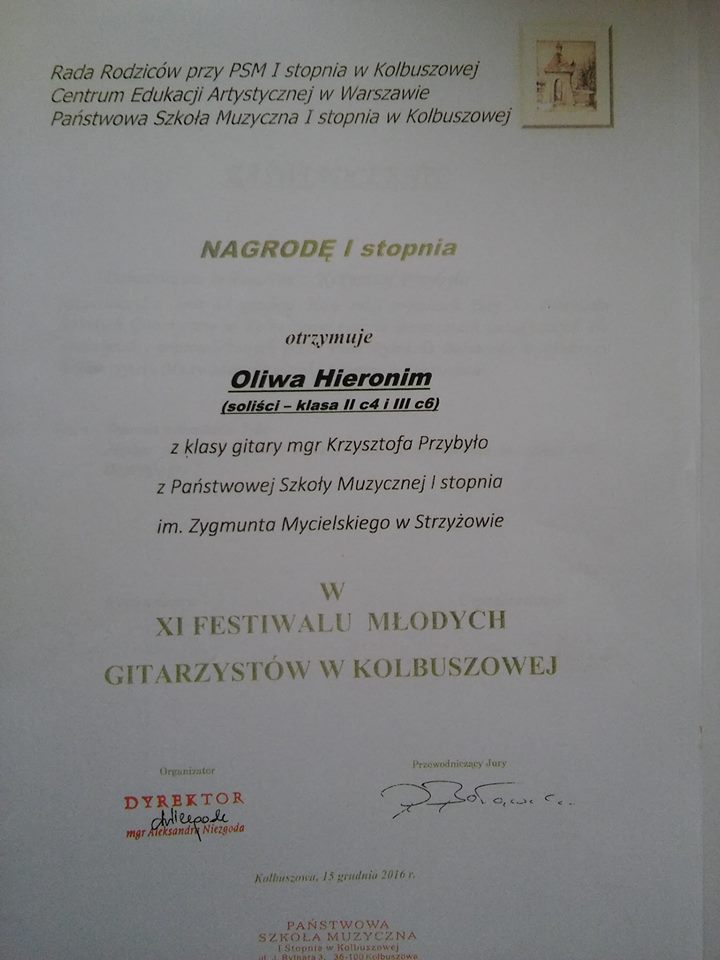 Rada Rodziców przy PSM I stopnia w Kolbuszowej
Centrum Edukacji Artystycznej w Warszawie
Państwowa Szkoła Muzyczna I stopnia w Kolbuszowej
NAGRODĘ I stopnia
otrzymuje
Oliwa Hieronim
(soliści – klasa II c4 i III c6)
z klasy gitary mgr Krzysztofa Przybyło
z Państwowej Szkoły Muzycznej I stopnia
im. Zygmunta Mycielskiego w Strzyżowie
W
XI FESTIWALU MŁODYCH
GITARZYSTÓW W KOLBUSZOWEJ
Organizator
Przewodniczący Jury
DYREKTOR
mgr Aleksandra Niezgoda
Kolbuszowa, 15 grudnia 2016 r.
PAŃSTWOWA
SZKOŁA MUZYCZNA
I Stopnia w Kolbuszowej
ul. J. Bytnara 3, 36-100 Kolbuszowa